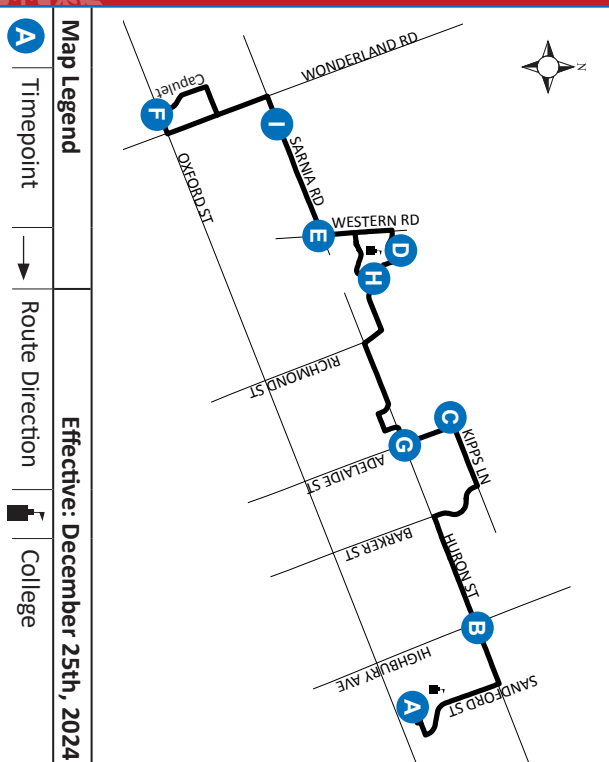 N
WONDERLAND RD
Capulet
F
I
SARNIA RD
OXFORD ST
WESTERN RD
E
D
H
RICHMOND ST
C
KIPPS LN
G
ADELAIDE ST
BARKER ST
HURON ST
B
HIGHBURY AVE
SANDFORD ST
A
Map Legend
Effective: December 25th, 2024
A Timepoint
Route Direction
College